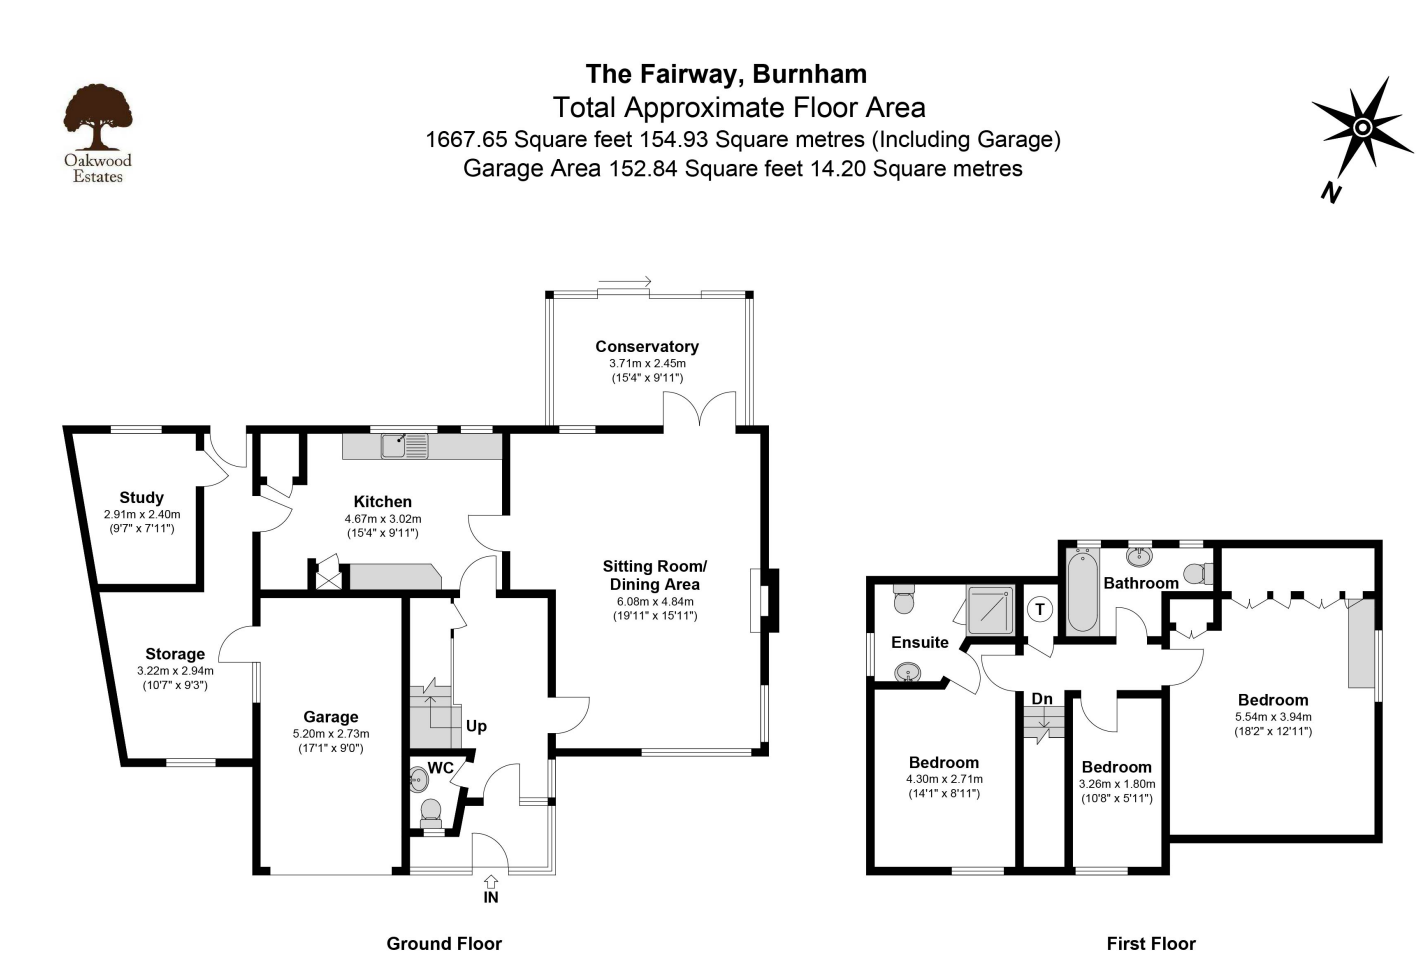 The Fairway, Burnham
Total Approximate Floor Area
1667.65 Square feet 154.93 Square metres (Including Garage)
Garage Area 152.84 Square feet 14.20 Square metres
Oakwood
Estates
N
Conservatory
3.71m x 2.45m
(15'4" x 9'11")
Study
2.91m x 2.40m
(9'7" x 7'11")
Kitchen
4.67m x 3.02m
(15'4" x 9'11")
Sitting Room/
Dining Area
6.08m x 4.84m
(19'11" x 15'11")
Storage
3.22m x 2.94m
(10'7" x 9'3")
Garage
5.20m x 2.73m
(17'1" x 9'0")
Up
WC
IN
Ground Floor
Bathroom
T
Ensuite
Dn
Bedroom
5.54m x 3.94m
(18'2" x 12'11")
Bedroom
4.30m x 2.71m
(14'1" x 8'11")
Bedroom
3.26m x 1.80m
(10'8" x 5'11")
First Floor